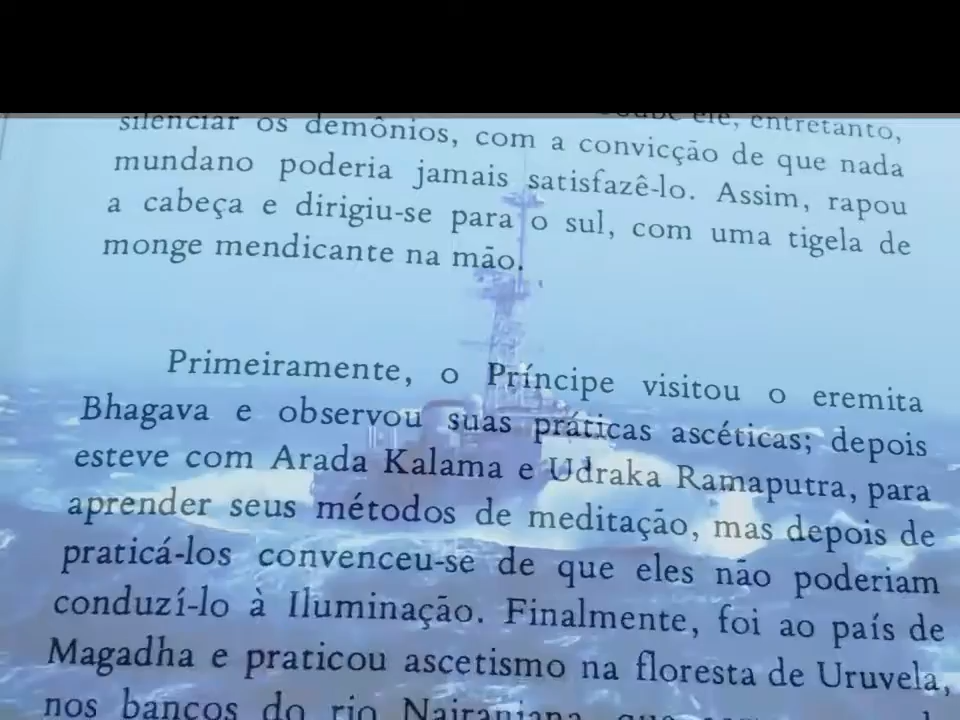 ele, entretanto,
silenciar os demônios, com a convicção de que nada
mundano poderia jamais satisfazê-lo. Assim, rapou
a cabeça e dirigiu-se para o sul, com uma tigela de
monge mendicante na mão.
Primeiramente, o Príncipe visitou o eremita
Bhagava e observou suas práticas ascéticas; depois
esteve com Arada Kalama e Udraka Ramaputra, para
aprender seus métodos de meditação, mas depois de
praticá-los convenceu-se de que eles não poderiam
conduzí-lo à Iluminação. Finalmente, foi ao país de
Magadha e praticou ascetismo na floresta de Uruvela,
nos bancos do rio Nairanjana,